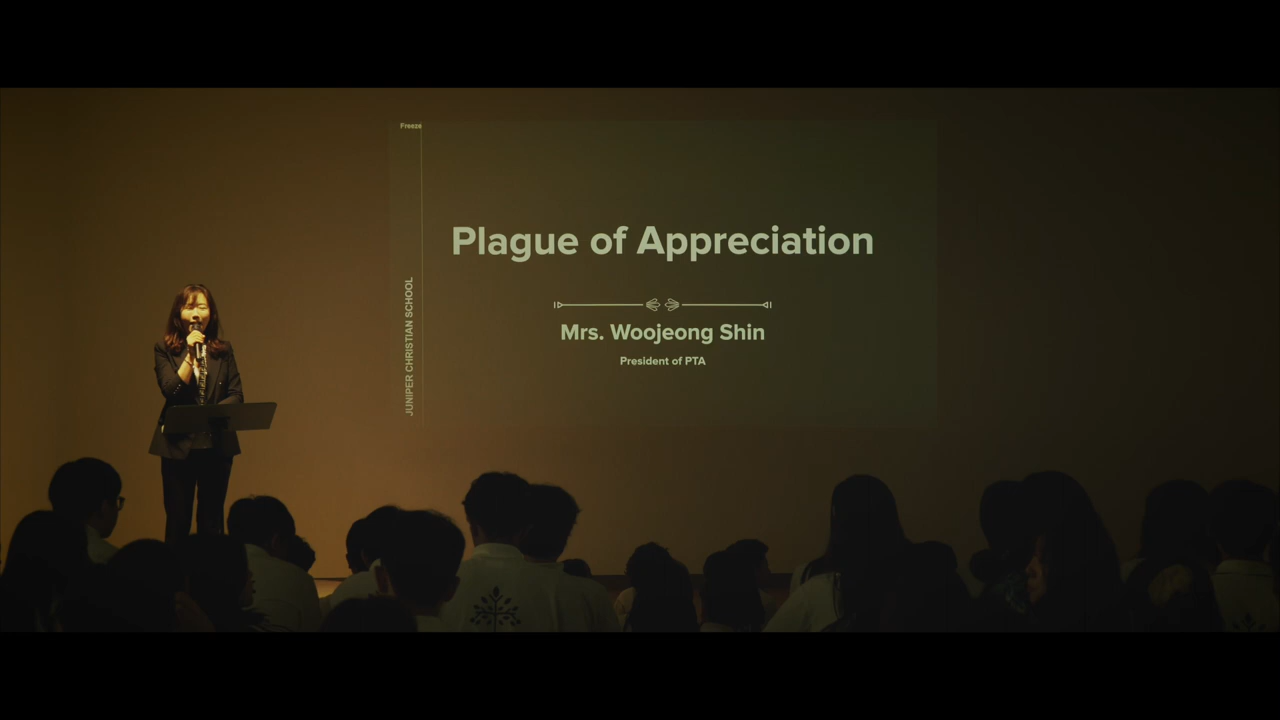 Freeze
JUNIPER CHRISTIAN SCHOOL
Plague of Appreciation
Mrs. Woojeong Shin
President of PTA